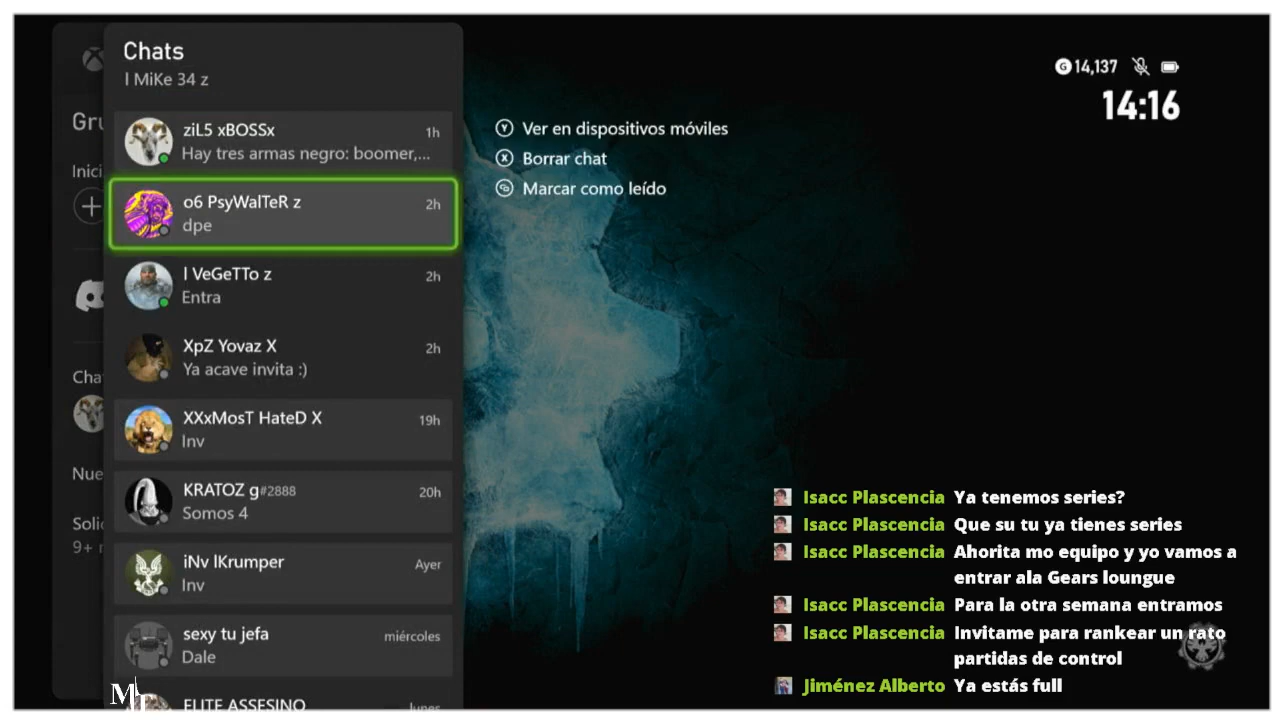 Chats
l MiKe 34 z
Gru
Inici
ziL5 xBOSSx 1h
Hay tres armas negro: boomer,...
o6 PsyWalTeR z 2h
dpe
l VeGeTTo z 2h
Entra
XpZ Yovaz X 2h
Ya acave invita :)
Cha
XXxMosT HateD X 19h
Inv
Nue
KRATOZ g#2888 20h
Somos 4
Solic
9+ r
iNv lKrumper Ayer
Inv
sexy tu jefa miércoles
Dale
ELITE ASSESINO lunes
Y Ver en dispositivos móviles
X Borrar chat
Marcar como leído
G 14,137
14:16
Isacc Plascencia Ya tenemos series?
Isacc Plascencia Que su tu ya tienes series
Isacc Plascencia Ahorita mo equipo y yo vamos a
entrar ala Gears loungue
Isacc Plascencia Para la otra semana entramos
Isacc Plascencia Invitame para rankear un rato
partidas de control
Jiménez Alberto Ya estás full